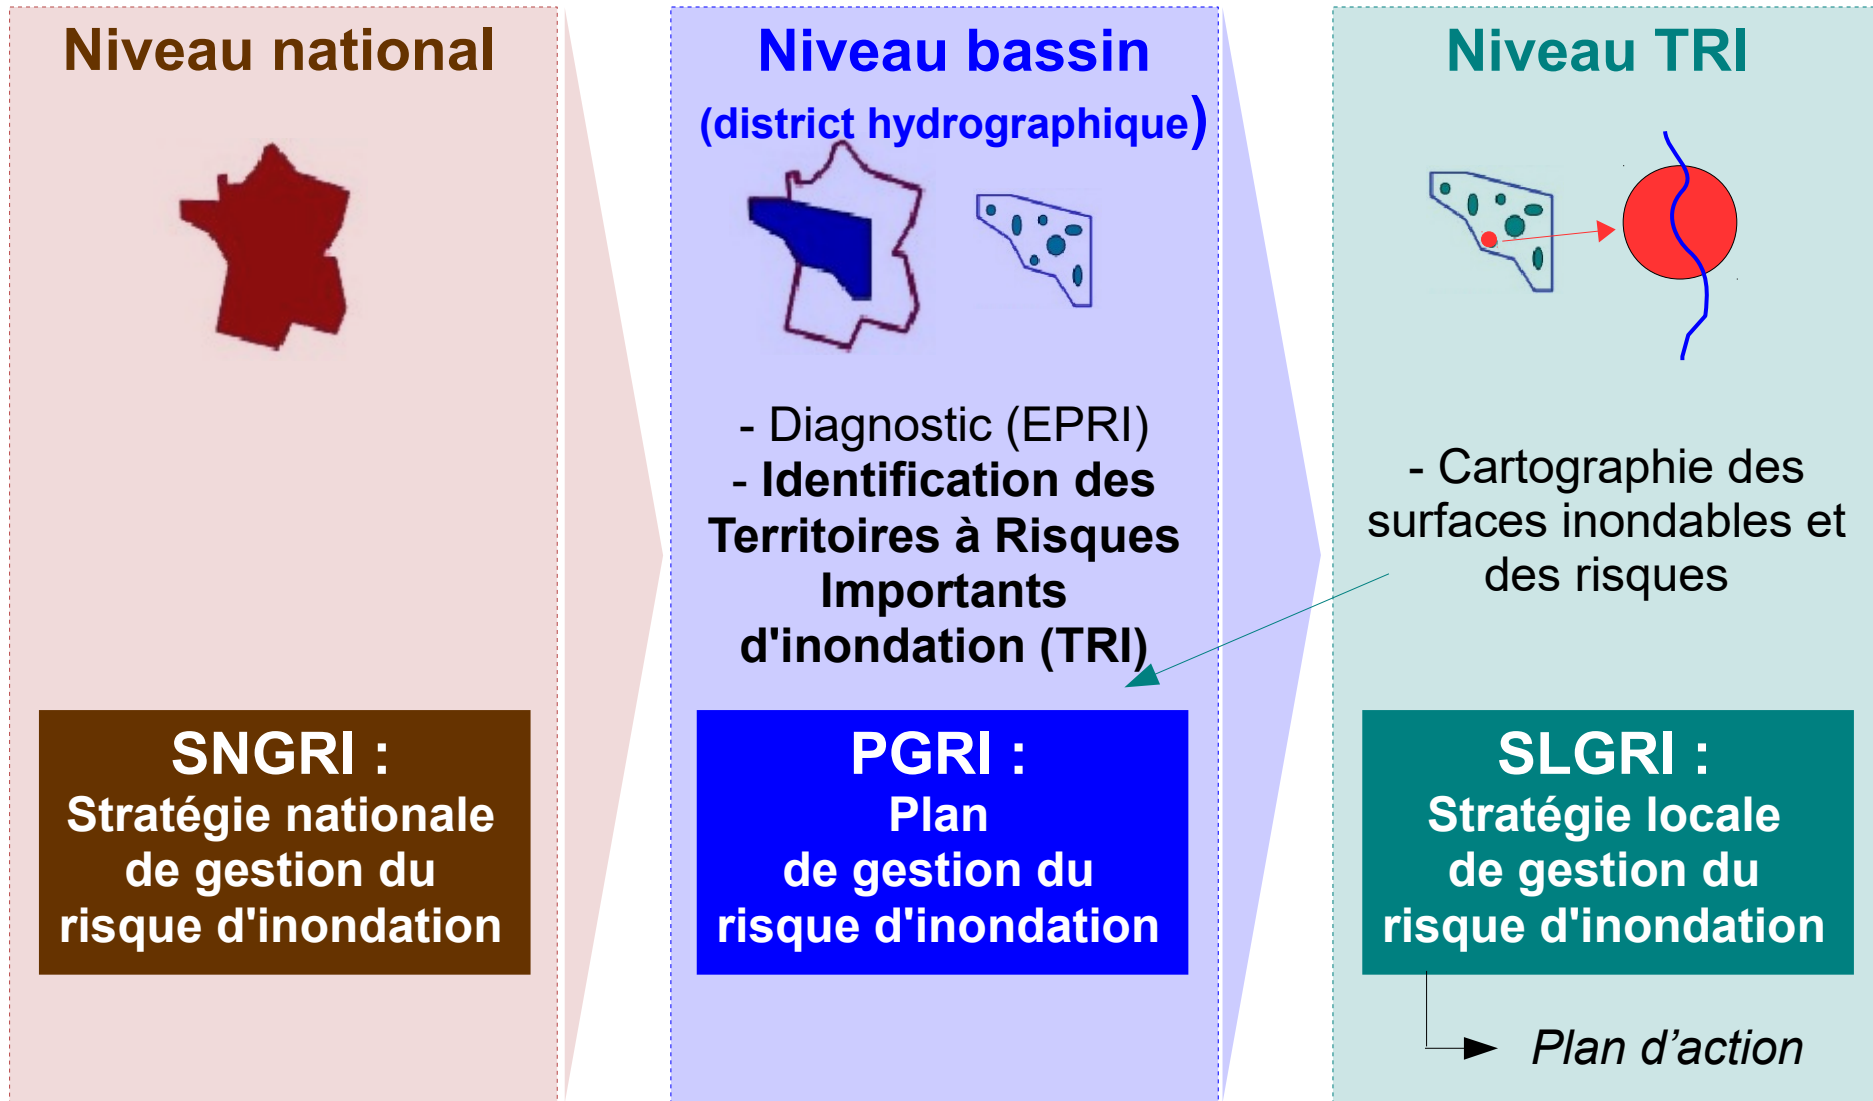 Niveau national
SNGRI :
Stratégie nationale
de gestion du
risque d'inondation
Niveau bassin
(district hydrographique)
- Diagnostic (EPRI)
- Identification des
Territoires à Risques
Importants
d'inondation (TRI)
PGRI :
Plan
de gestion du
risque d'inondation
Niveau TRI
- Cartographie des
surfaces inondables et
des risques
SLGRI :
Stratégie locale
de gestion du
risque d'inondation
Plan d’action